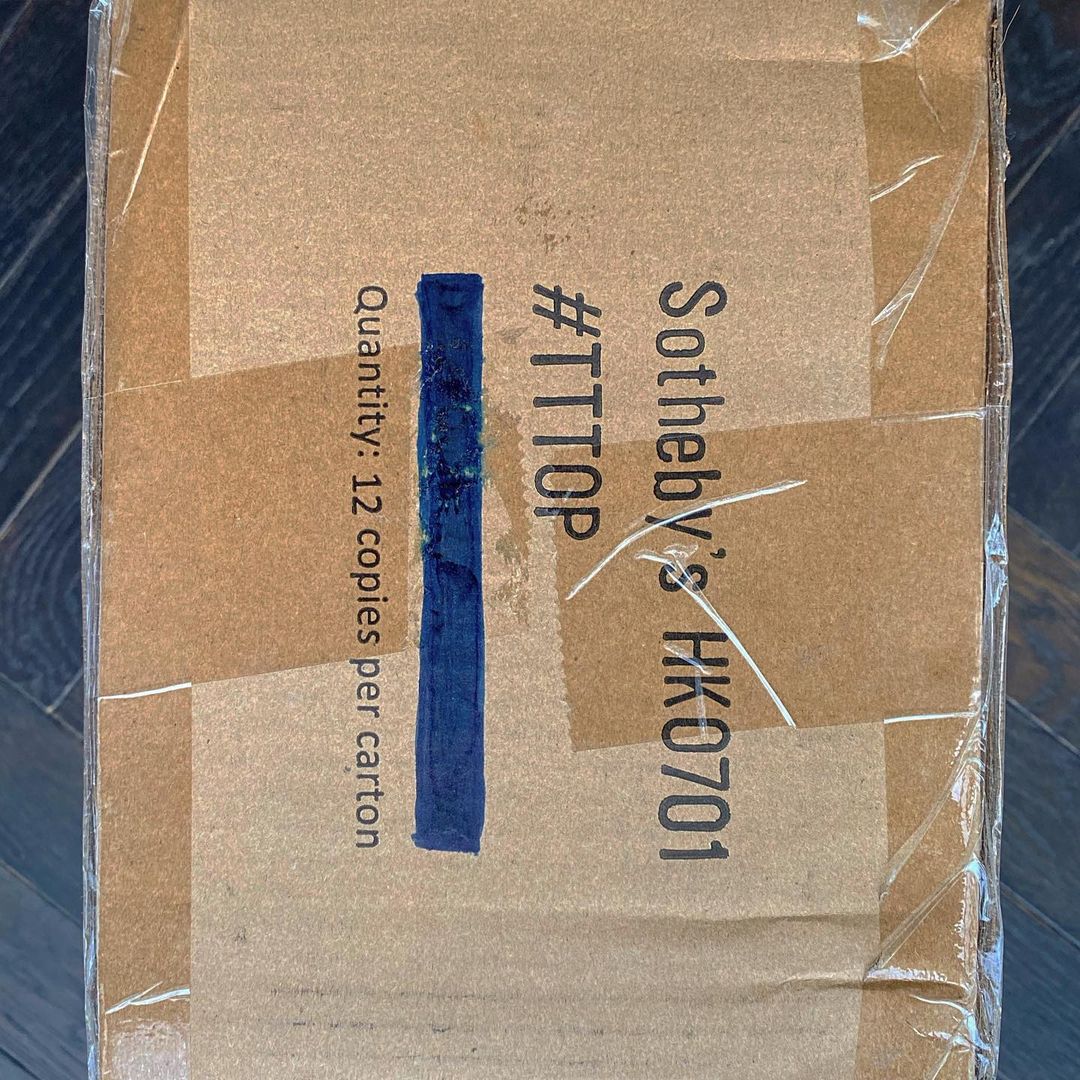 Sotheby's HK0701
#TTTOP
Quantity: 12 copies per carton